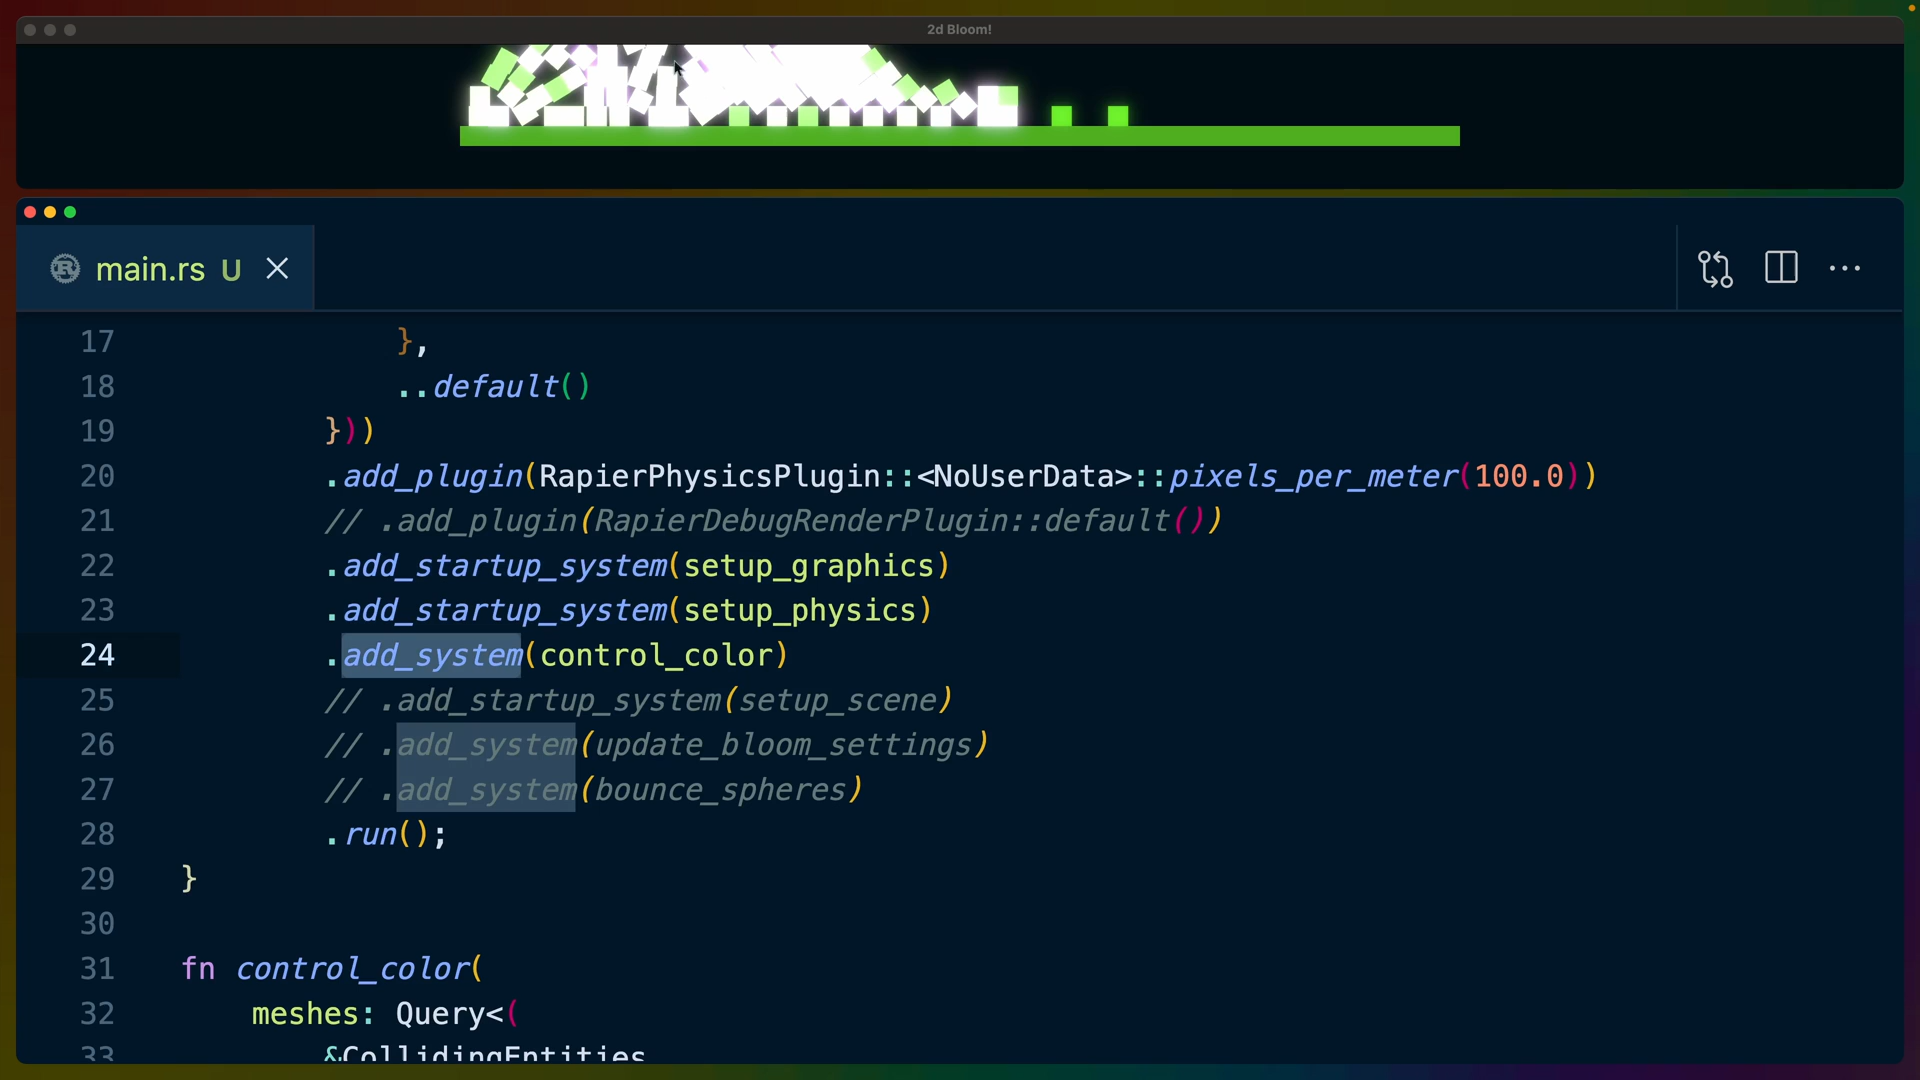 2d Bloom!
main.rs U
17 },
18 ..default()
19 }))
20 .add_plugin(RapierPhysicsPlugin::<NoUserData>::pixels_per_meter(100.0))
21 // .add_plugin(RapierDebugRenderPlugin::default())
22 .add_startup_system(setup_graphics)
23 .add_startup_system(setup_physics)
24 .add_system(control_color)
25 // .add_startup_system(setup_scene)
26 // .add_system(update_bloom_settings)
27 // .add_system(bounce_spheres)
28 .run();
29 }
30
31 fn control_color(
32 meshes: Query<(
33 &CollidingEntities